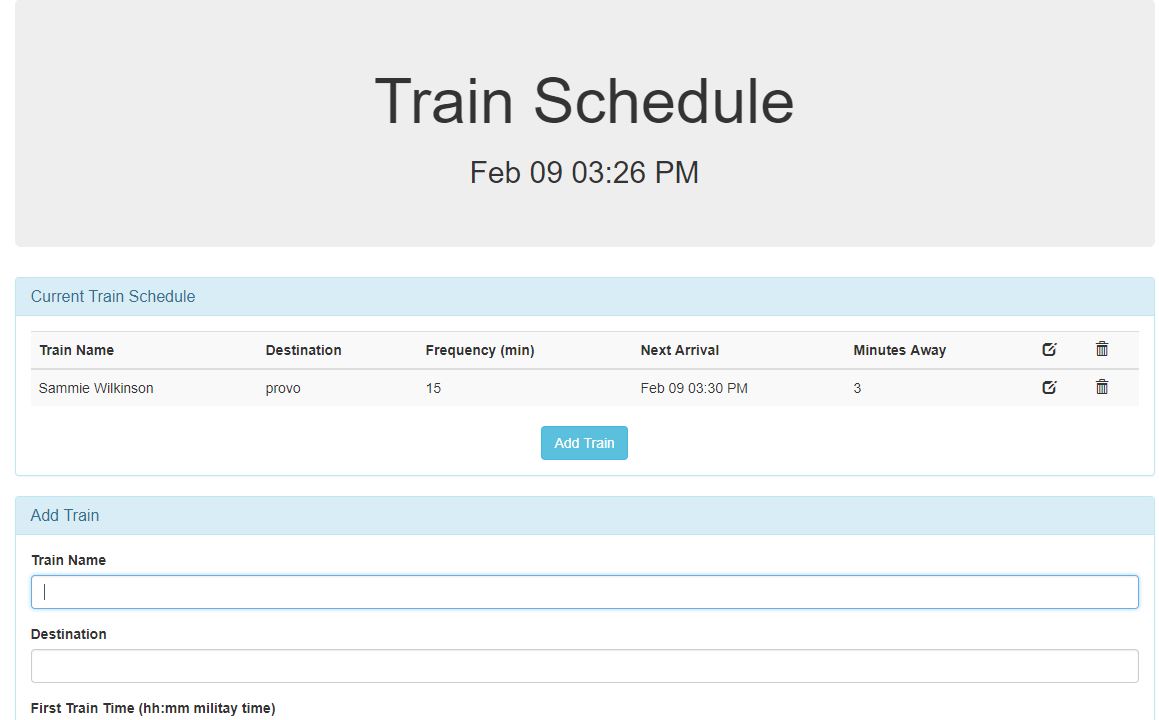 Train Schedule
Feb 09 03:26 PM
Current Train Schedule
Train Name Destination Frequency (min) Next Arrival Minutes Away
Sammie Wilkinson provo 15 Feb 09 03:30 PM 3
Add Train
Add Train
Train Name
Destination
First Train Time (hh:mm militay time)